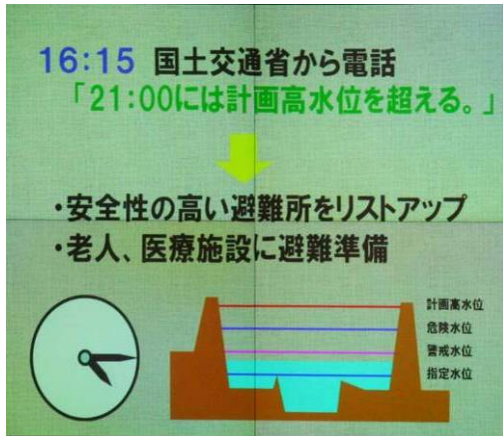 16:15 国土交通省から電話
「21:00には計画高水位を超える。」
・安全性の高い避難所をリストアップ
・老人、医療施設に避難準備
計画高水位
危険水位
警戒水位
指定水位